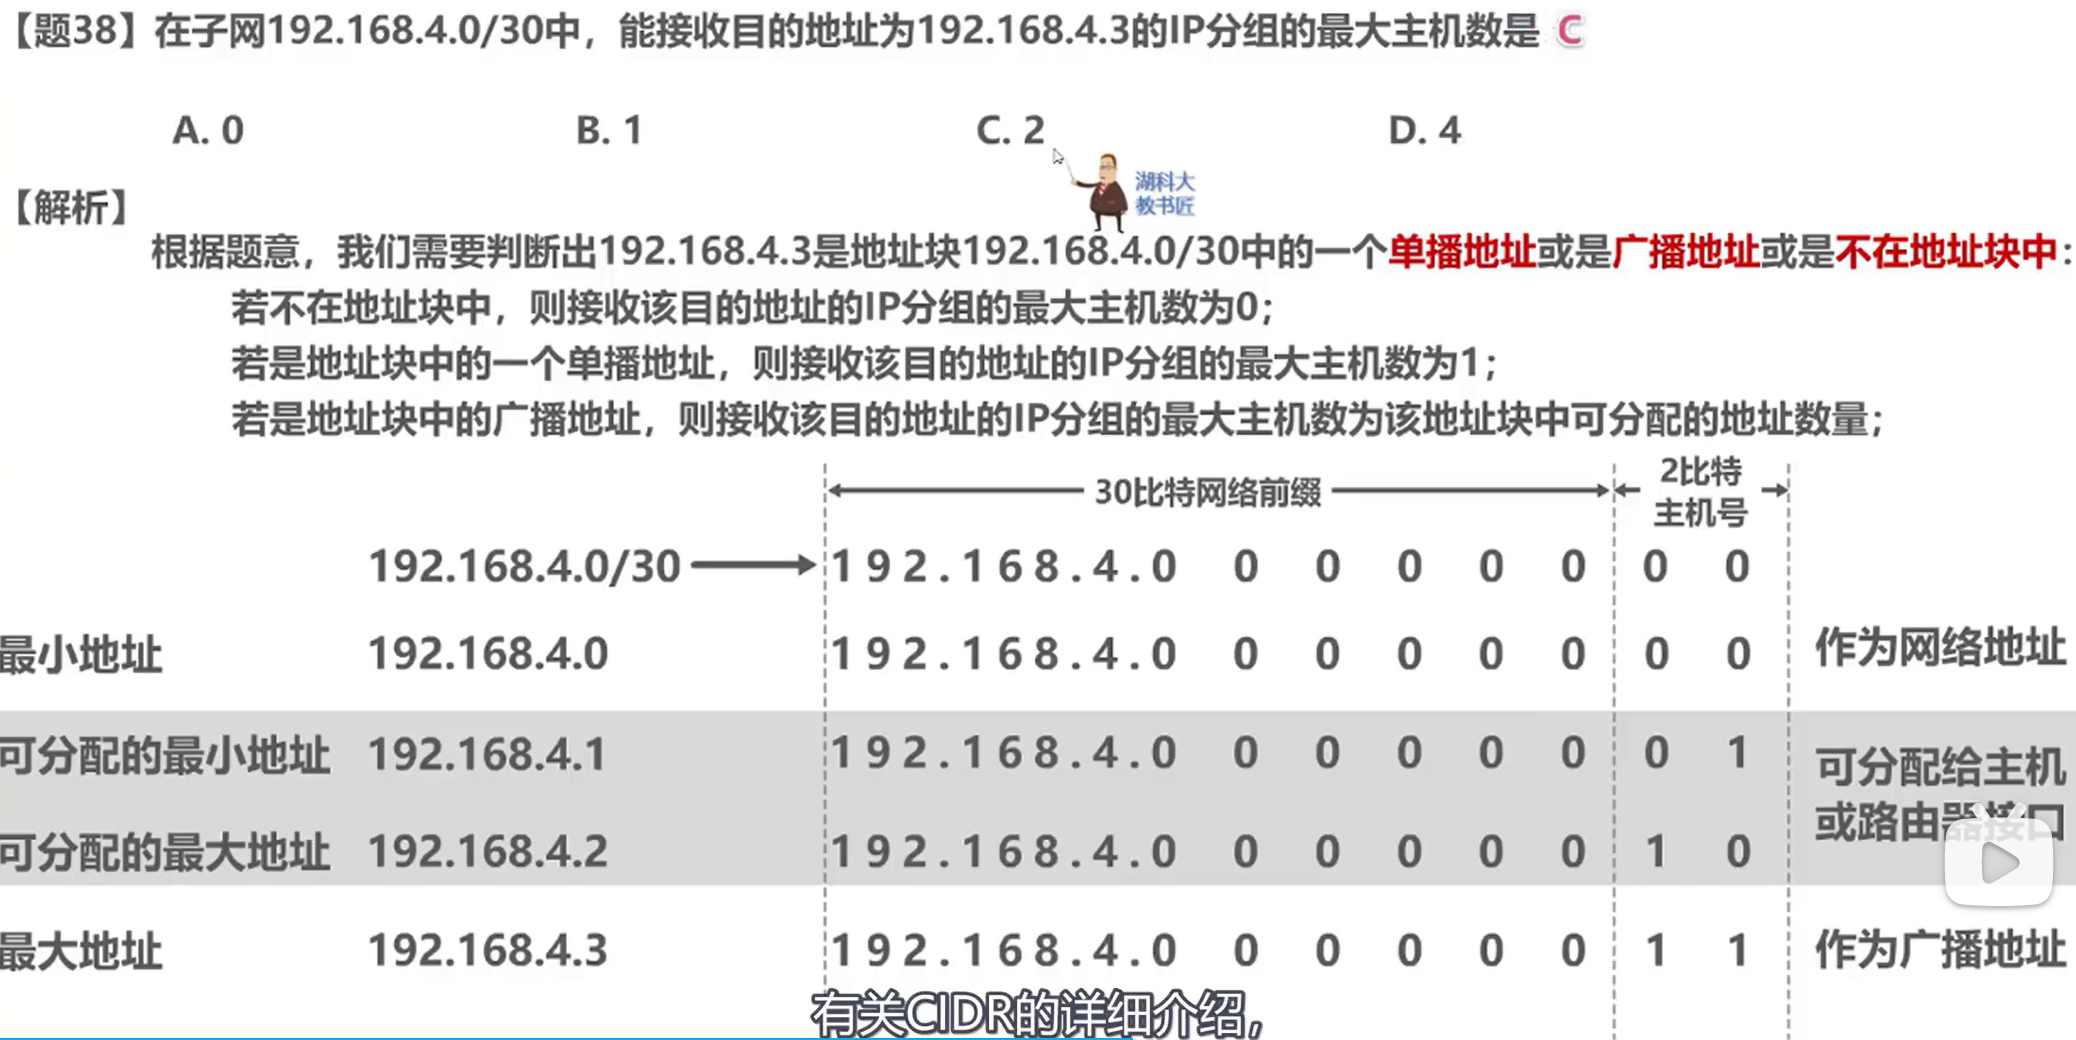 【题38】在子网192.168.4.0/30中，能接收目的地址为192.168.4.3的IP分组的最大主机数是 C
A. 0 B. 1 C. 2 D. 4
湖科大
教书匠
【解析】
根据题意，我们需要判断出192.168.4.3是地址块192.168.4.0/30中的一个单播地址或是广播地址或是不在地址块中：
若不在地址块中，则接收该目的地址的IP分组的最大主机数为0；
若是地址块中的一个单播地址，则接收该目的地址的IP分组的最大主机数为1；
若是地址块中的广播地址，则接收该目的地址的IP分组的最大主机数为该地址块中可分配的地址数量；
30比特网络前缀 2比特
主机号
192.168.4.0/30 192.168.4.0 0 0 0 0 0 0 0
最小地址 192.168.4.0 192.168.4.0 0 0 0 0 0 0 0 作为网络地址
可分配的最小地址 192.168.4.1 192.168.4.0 0 0 0 0 0 0 1 可分配给主机
或路由器接口
可分配的最大地址 192.168.4.2 192.168.4.0 0 0 0 0 0 1 0
最大地址 192.168.4.3 192.168.4.0 0 0 0 0 0 1 1 作为广播地址
有关CIDR的详细介绍，